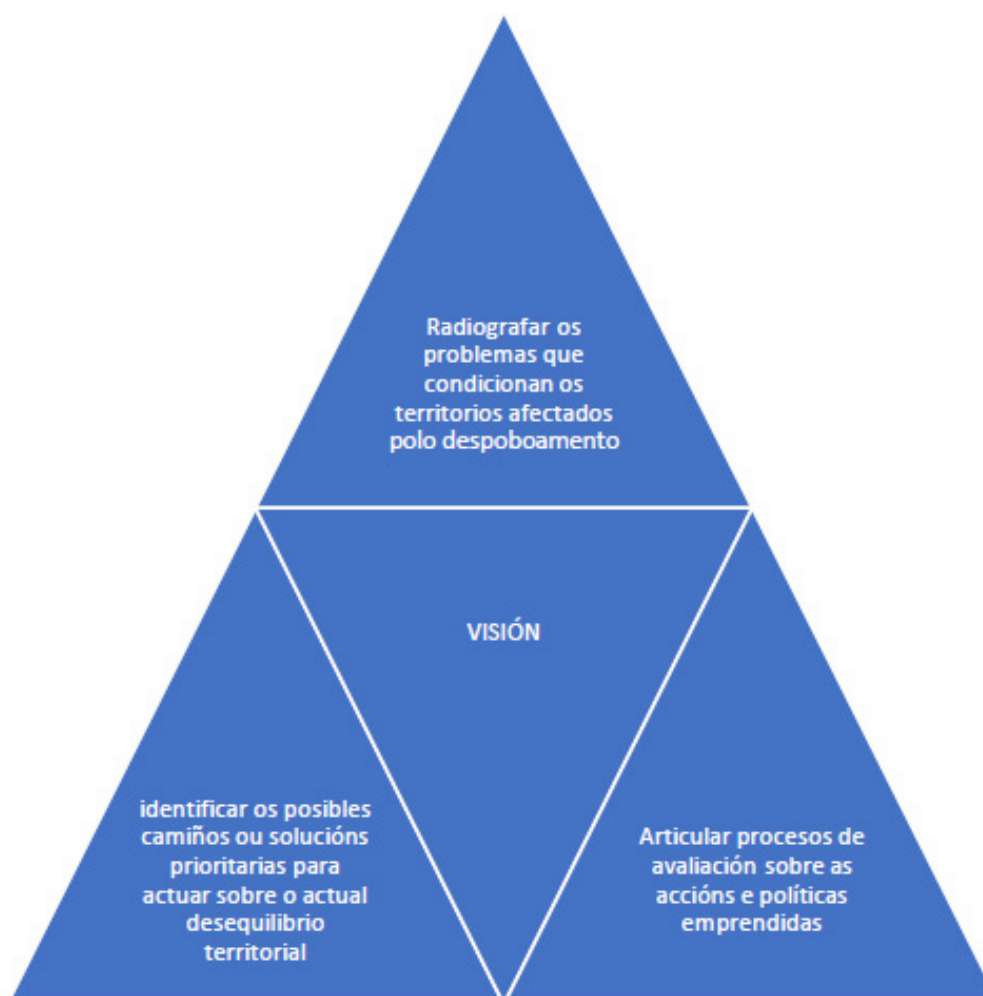 Radiografar os
problemas que
condicionan os
territorios afectados
polo despoboamento
VISIÓN
identificar os posibles
camiños ou solucións
prioritarias para
actuar sobre o actual
desequilibrio
territorial
Articular procesos de
avaliación sobre as
accións e políticas
emprendidas